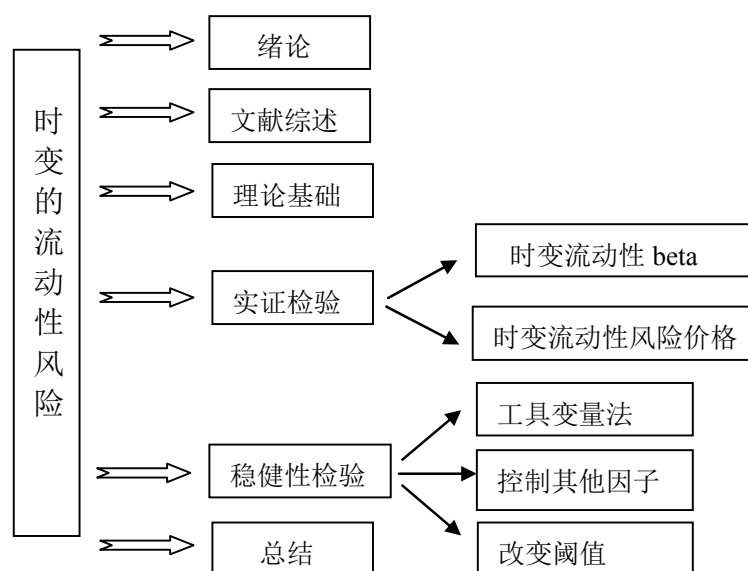 时变的流动性风险
绪论
文献综述
理论基础
实证检验
时变流动性 beta
时变流动性风险价格
稳健性检验
工具变量法
控制其他因子
改变阈值
总结